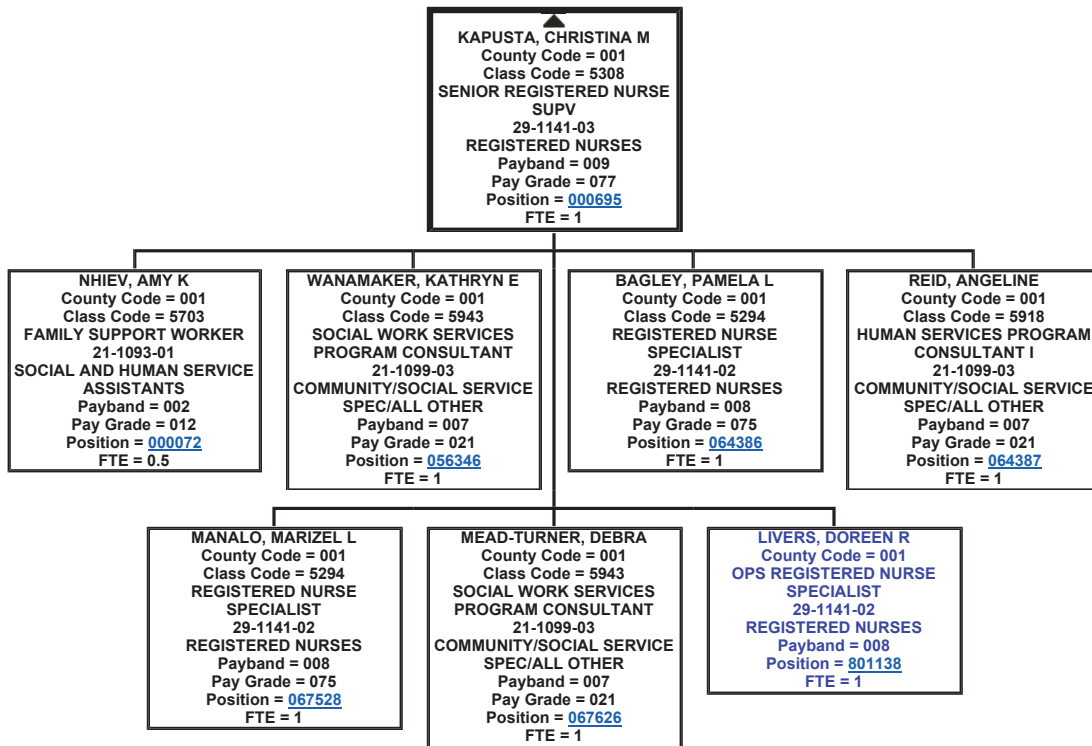 KAPUSTA, CHRISTINA M
County Code = 001
Class Code = 5308
SENIOR REGISTERED NURSE
SUPV
29-1141-03
REGISTERED NURSES
Payband = 009
Pay Grade = 077
Position = 000695
FTE = 1
NHIEV, AMY K
County Code = 001
Class Code = 5703
FAMILY SUPPORT WORKER
21-1093-01
SOCIAL AND HUMAN SERVICE
ASSISTANTS
Payband = 002
Pay Grade = 012
Position = 000072
FTE = 0.5
WANAMAKER, KATHRYN E
County Code = 001
Class Code = 5943
SOCIAL WORK SERVICES
PROGRAM CONSULTANT
21-1099-03
COMMUNITY/SOCIAL SERVICE
SPEC/ALL OTHER
Payband = 007
Pay Grade = 021
Position = 056346
FTE = 1
BAGLEY, PAMELA L
County Code = 001
Class Code = 5294
REGISTERED NURSE
SPECIALIST
29-1141-02
REGISTERED NURSES
Payband = 008
Pay Grade = 075
Position = 064386
FTE = 1
REID, ANGELINE
County Code = 001
Class Code = 5918
HUMAN SERVICES PROGRAM
CONSULTANT I
21-1099-03
COMMUNITY/SOCIAL SERVICE
SPEC/ALL OTHER
Payband = 007
Pay Grade = 021
Position = 064387
FTE = 1
MANALO, MARIZEL L
County Code = 001
Class Code = 5294
REGISTERED NURSE
SPECIALIST
29-1141-02
REGISTERED NURSES
Payband = 008
Pay Grade = 075
Position = 067528
FTE = 1
MEAD-TURNER, DEBRA
County Code = 001
Class Code = 5943
SOCIAL WORK SERVICES
PROGRAM CONSULTANT
21-1099-03
COMMUNITY/SOCIAL SERVICE
SPEC/ALL OTHER
Payband = 007
Pay Grade = 021
Position = 067626
FTE = 1
LIVERS, DOREEN R
County Code = 001
OPS REGISTERED NURSE
SPECIALIST
29-1141-02
REGISTERED NURSES
Payband = 008
Position = 801138
FTE = 1